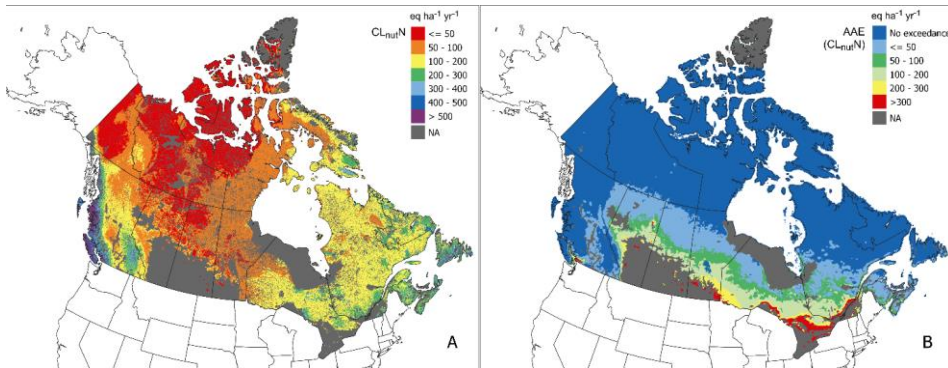 eq ha⁻¹ yr⁻¹
CLnutN
<= 50
50 - 100
100 - 200
200 - 300
300 - 400
400 - 500
> 500
NA
A
eq ha⁻¹ yr⁻¹
AAE
(CLnutN)
No exceedance
<= 50
50 - 100
100 - 200
200 - 300
>300
NA
B